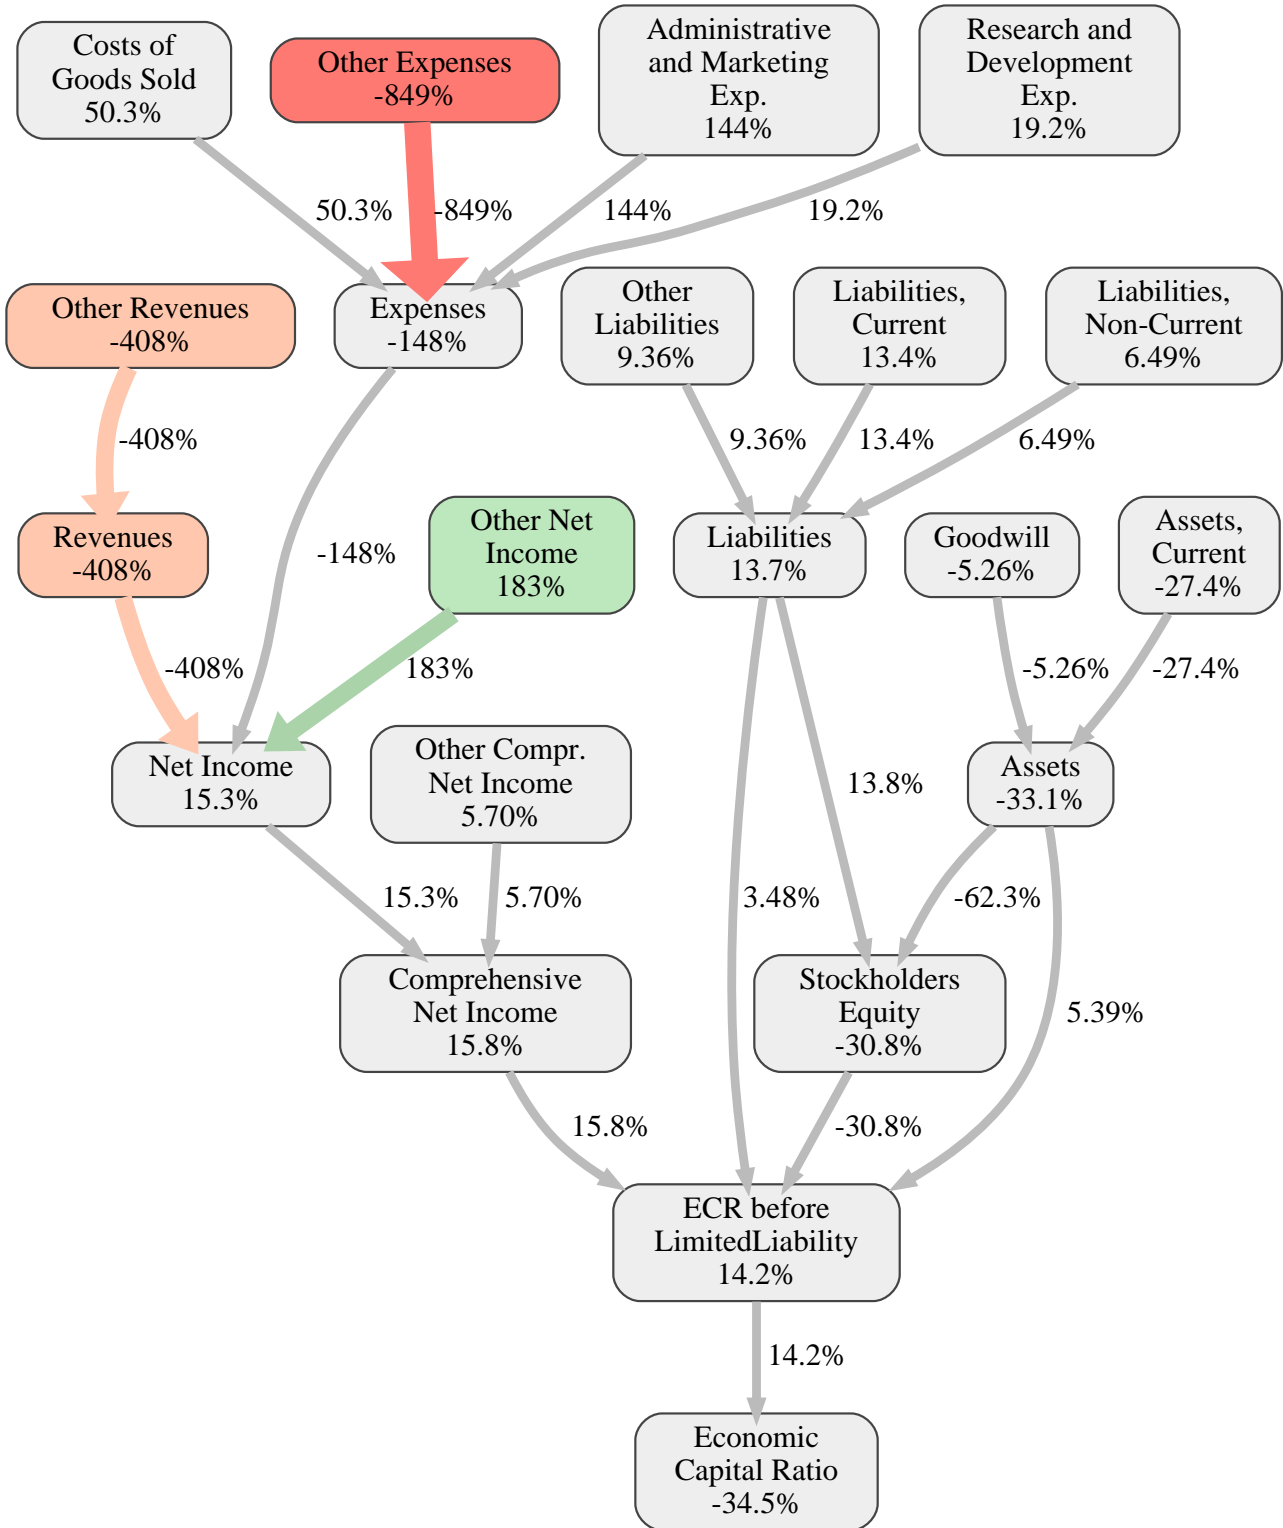 Costs of
Goods Sold
50.3%
Other Expenses
-849%
Administrative
and Marketing
Exp.
144%
Research and
Development
Exp.
19.2%
50.3%
-849%
144%
19.2%
Other Revenues
-408%
Expenses
-148%
Other
Liabilities
9.36%
Liabilities,
Current
13.4%
Liabilities,
Non-Current
6.49%
-408%
9.36%
13.4%
6.49%
Revenues
-408%
-148%
Other Net
Income
183%
Liabilities
13.7%
Goodwill
-5.26%
Assets,
Current
-27.4%
-408%
183%
-5.26%
-27.4%
Net Income
15.3%
Other Compr.
Net Income
5.70%
13.8%
Assets
-33.1%
15.3%
5.70%
3.48%
-62.3%
Comprehensive
Net Income
15.8%
Stockholders
Equity
-30.8%
5.39%
15.8%
-30.8%
ECR before
LimitedLiability
14.2%
14.2%
Economic
Capital Ratio
-34.5%